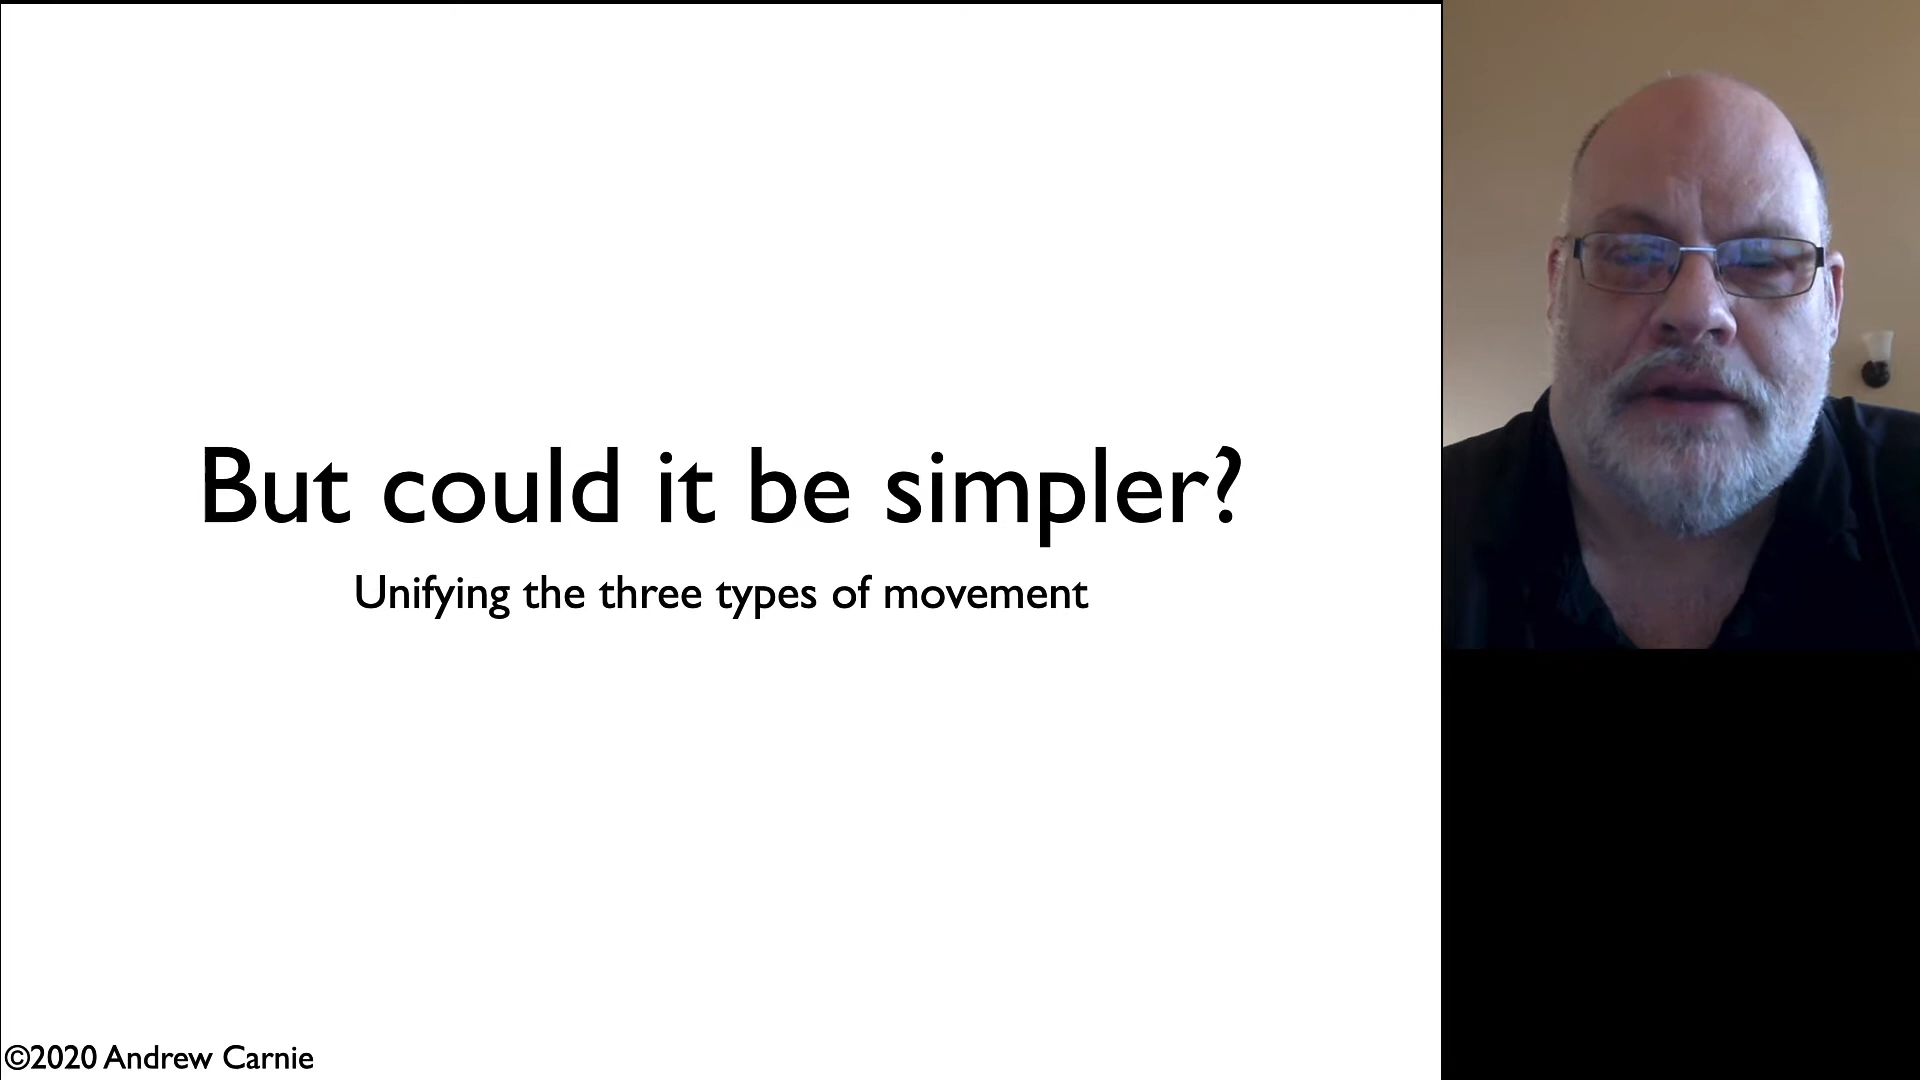 But could it be simpler?
Unifying the three types of movement
©2020 Andrew Carnie